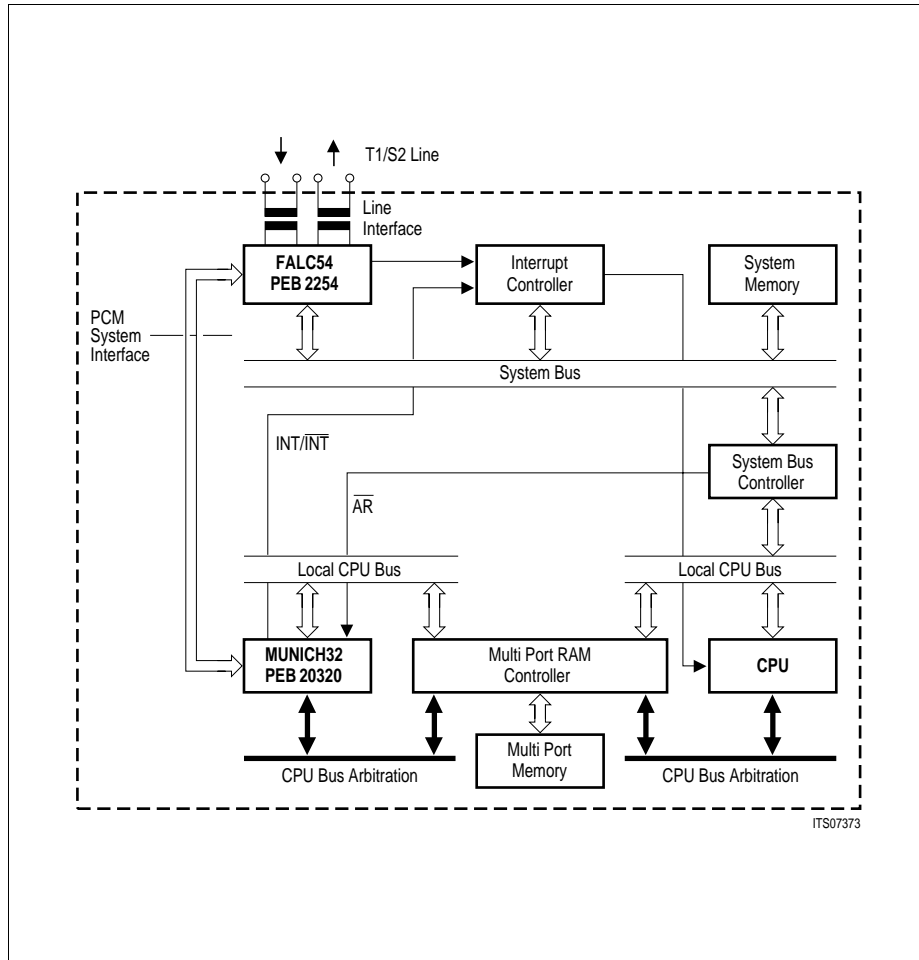 T1/S2 Line
Line
Interface
FALC54
PEB 2254
Interrupt
Controller
System
Memory
PCM
System
Interface
System Bus
INT/I̅N̅T̅
System Bus
Controller
A̅R̅
Local CPU Bus
Local CPU Bus
MUNICH32
PEB 20320
Multi Port RAM
Controller
CPU
Multi Port
Memory
CPU Bus Arbitration
CPU Bus Arbitration
ITS07373